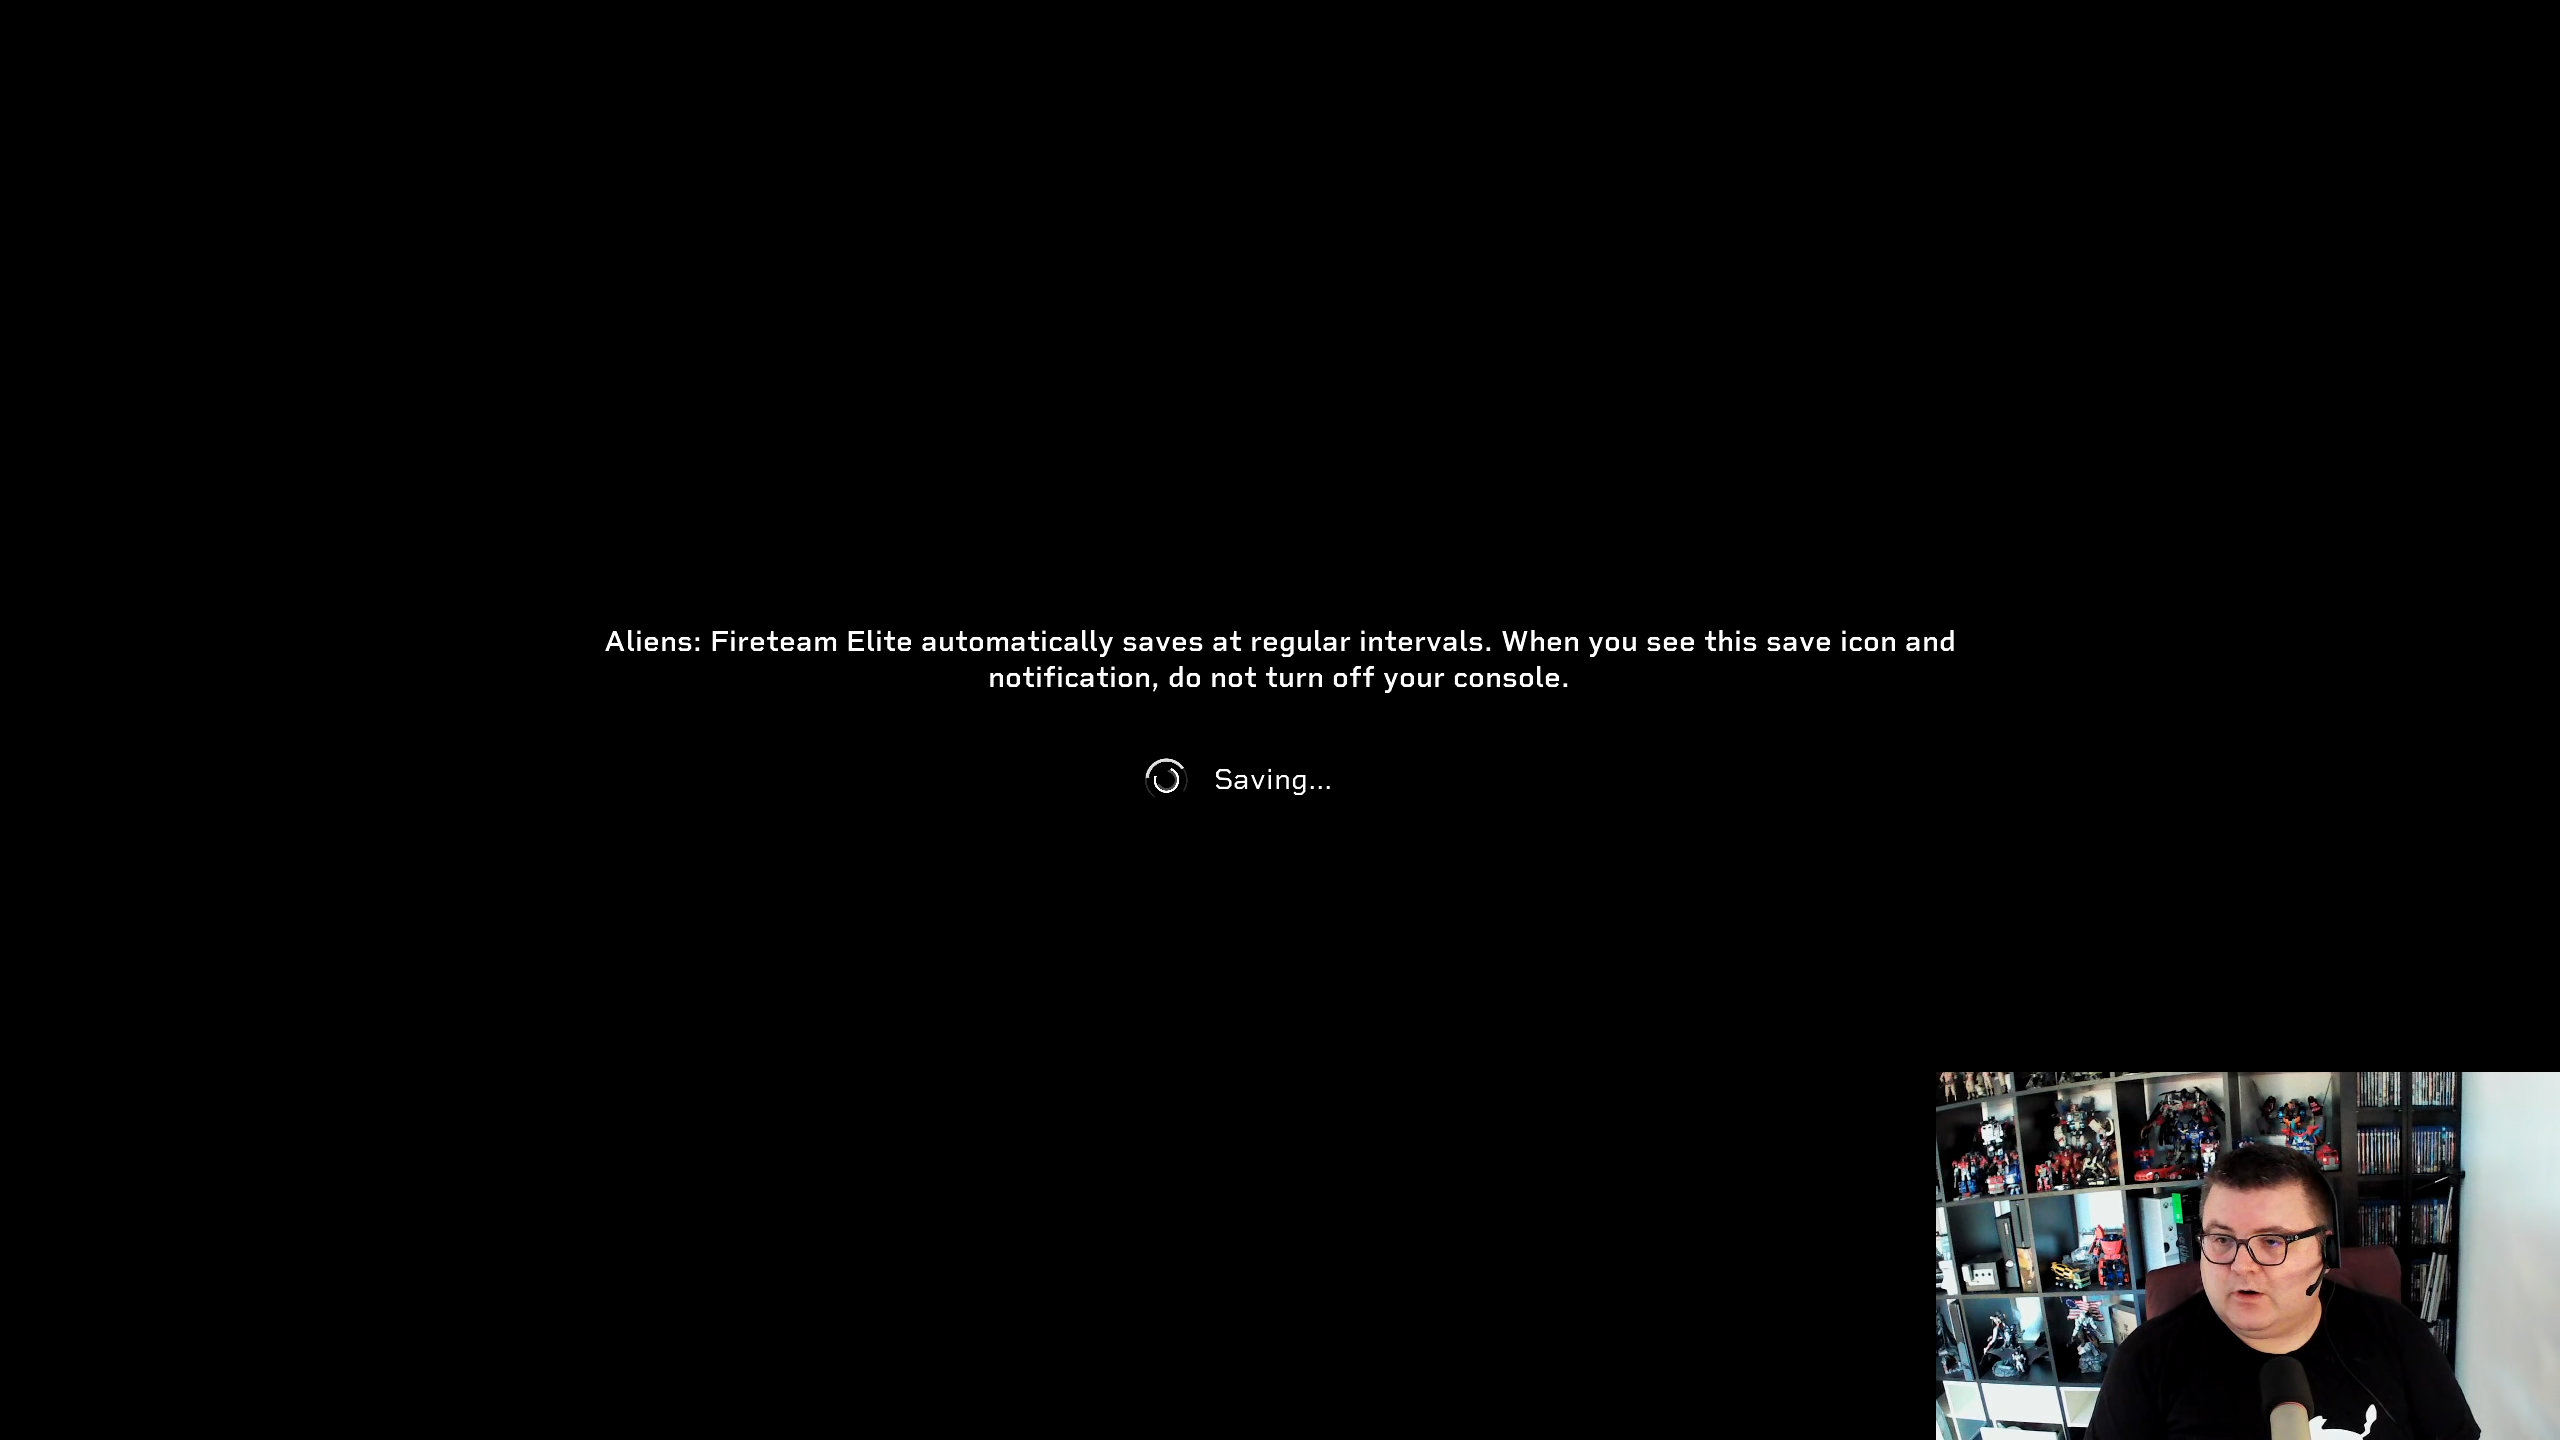 Aliens: Fireteam Elite automatically saves at regular intervals. When you see this save icon and
notification, do not turn off your console.
Saving...